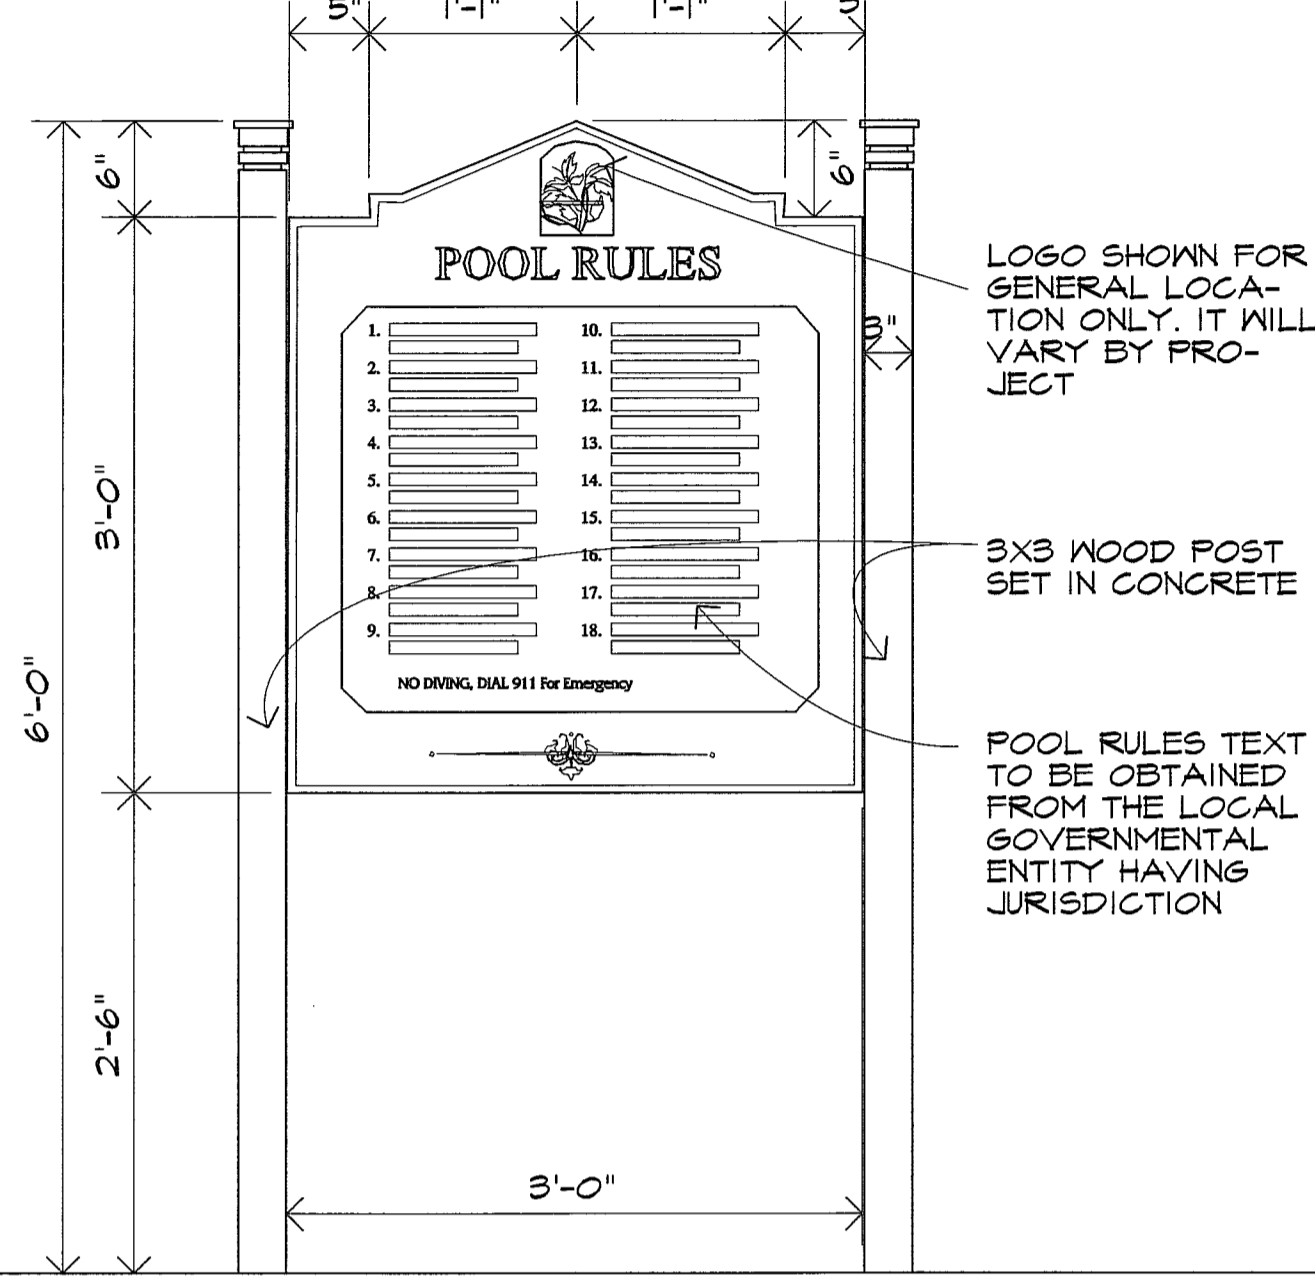 5" 1'-1" 1'-1" 5"
6"
6"
POOL RULES
LOGO SHOWN FOR
GENERAL LOCA-
TION ONLY. IT WILL
VARY BY PRO-
JECT
3"
1. 10.
2. 11.
3. 12.
4. 13.
5. 14.
6. 15.
7. 16.
8. 17.
9. 18.
3'-0"
3X3 WOOD POST
SET IN CONCRETE
6'-0"
NO DIVING, DIAL 911 For Emergency
POOL RULES TEXT
TO BE OBTAINED
FROM THE LOCAL
GOVERNMENTAL
ENTITY HAVING
JURISDICTION
2'-6"
3'-0"